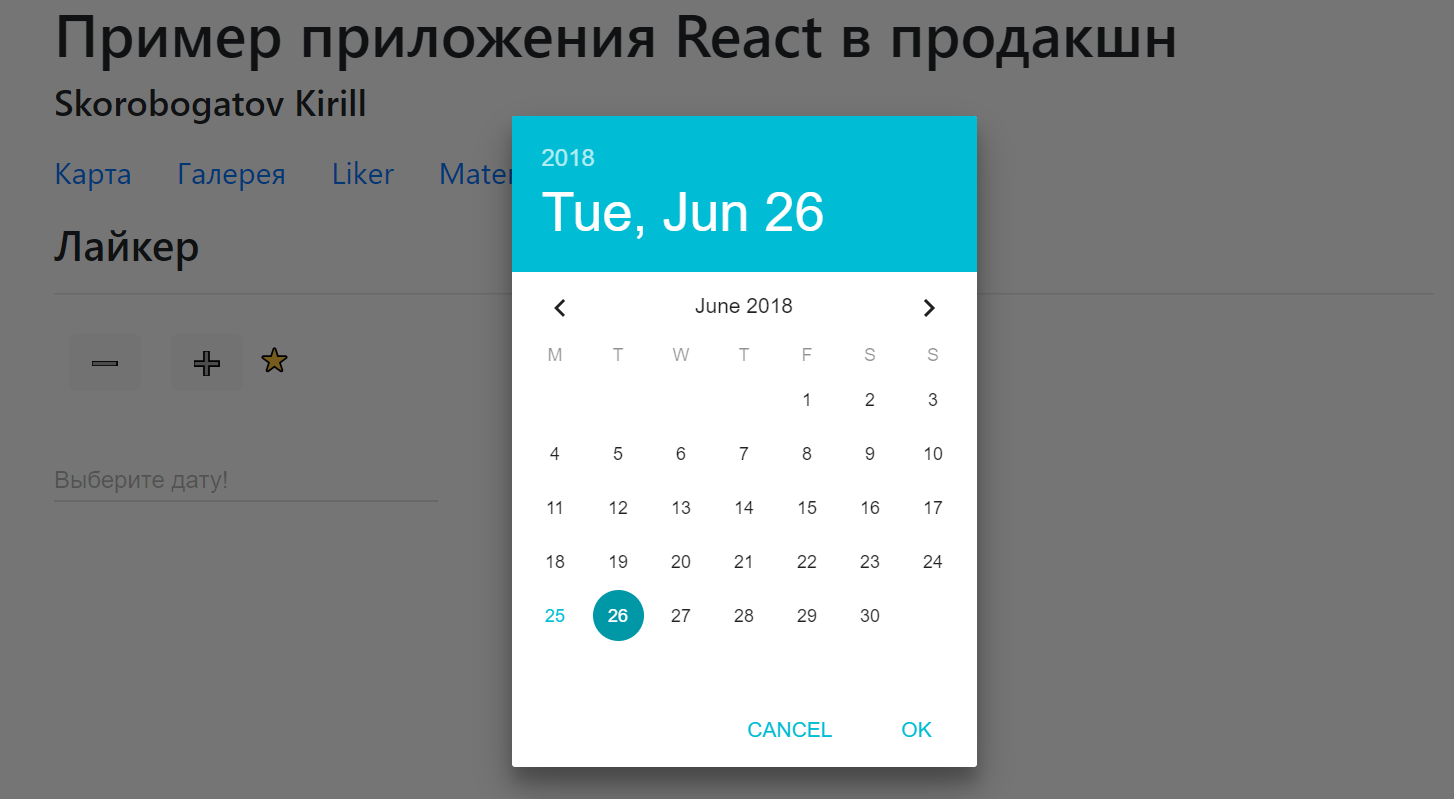 Пример приложения React в продакшн
Skorobogatov Kirill
Карта Галерея Liker
Лайкер
Выберите дату!
2018
Tue, Jun 26
June 2018
M T W T F S S
1 2 3
4 5 6 7 8 9 10
11 12 13 14 15 16 17
18 19 20 21 22 23 24
25 26 27 28 29 30
CANCEL OK